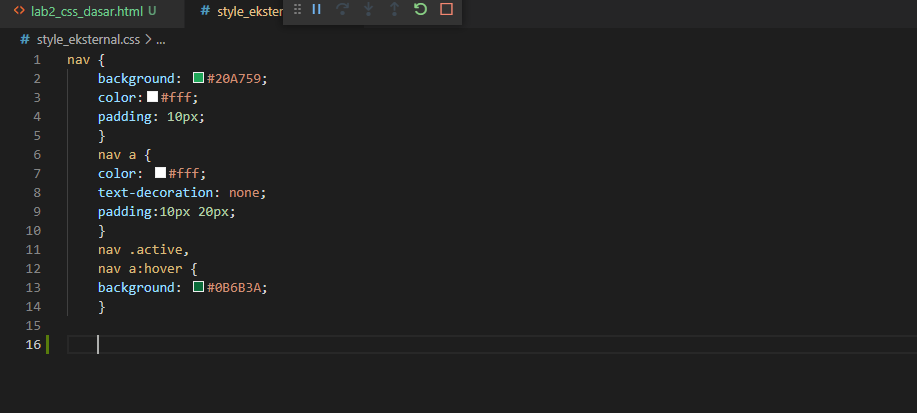 <> lab2_css_dasar.html U # style_ekster
# style_eksternal.css > ...
1 nav {
2 background: #20A759;
3 color: #fff;
4 padding: 10px;
5 }
6 nav a {
7 color: #fff;
8 text-decoration: none;
9 padding:10px 20px;
10 }
11 nav .active,
12 nav a:hover {
13 background: #0B6B3A;
14 }
15
16